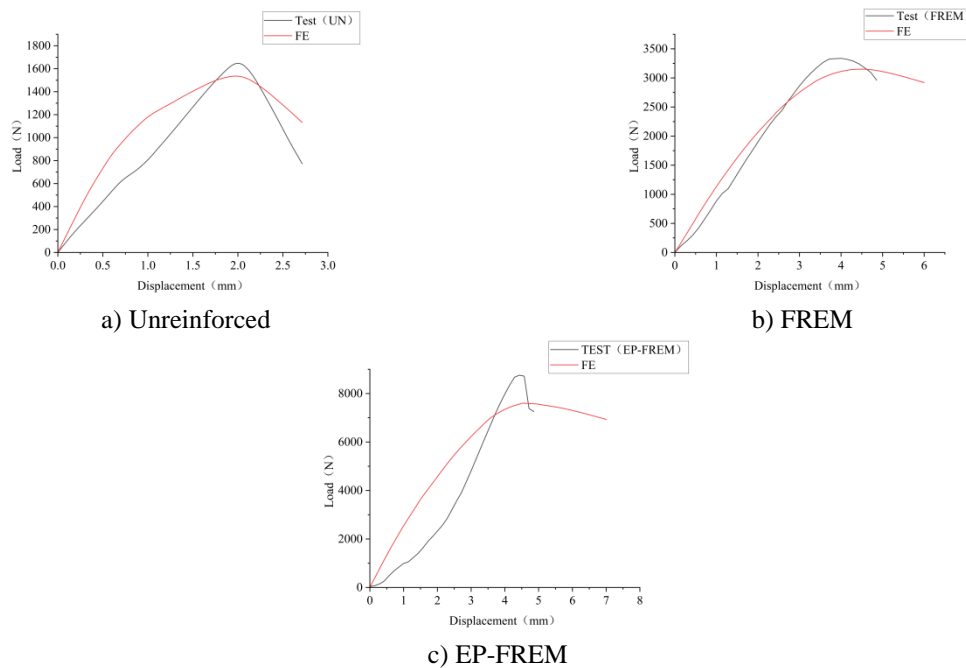 Test（UN）
FE
1800
1600
1400
1200
1000
800
600
400
200
0
Load（N）
0.0 0.5 1.0 1.5 2.0 2.5 3.0
Displacement（mm）
a) Unreinforced
Test（FREM
FE
3500
3000
2500
2000
1500
1000
500
0
Load（N）
0 1 2 3 4 5 6
Displacement（mm）
b) FREM
TEST（EP-FREM）
FE
8000
6000
4000
2000
0
Load（N）
0 1 2 3 4 5 6 7 8
Displacement（mm）
c) EP-FREM